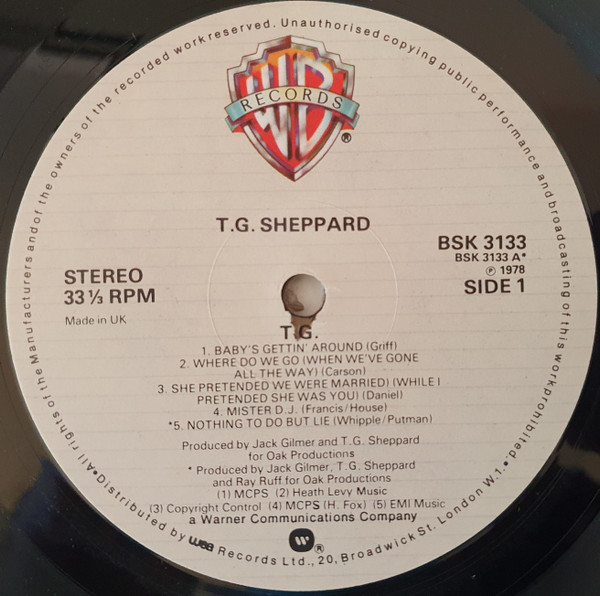 All rights of the Manufacturers and of the owners of the recorded work reserved. Unauthorised copying public performance and broadcasting of this work prohibited.
WB
RECORDS
®
T.G. SHEPPARD
BSK 3133
BSK 3133 A*
℗ 1978
SIDE 1
STEREO
33⅓ RPM
Made in UK
T.G.
1. BABY'S GETTIN' AROUND (Griff)
2. WHERE DO WE GO (WHEN WE'VE GONE
ALL THE WAY) (Carson)
3. SHE PRETENDED WE WERE MARRIED) (WHILE I
PRETENDED SHE WAS YOU) (Daniel)
4. MISTER D.J. (Francis/House)
*5. NOTHING TO DO BUT LIE (Whipple/Putman)
Produced by Jack Gilmer and T.G. Sheppard
for Oak Productions
* Produced by Jack Gilmer, T.G. Sheppard
and Ray Ruff for Oak Productions
(1) MCPS (2) Heath Levy Music
(3) Copyright Control (4) MCPS (H. Fox) (5) EMI Music
a Warner Communications Company
W®
•Distributed by wea Records Ltd., 20, Broadwick St. London W.1.•